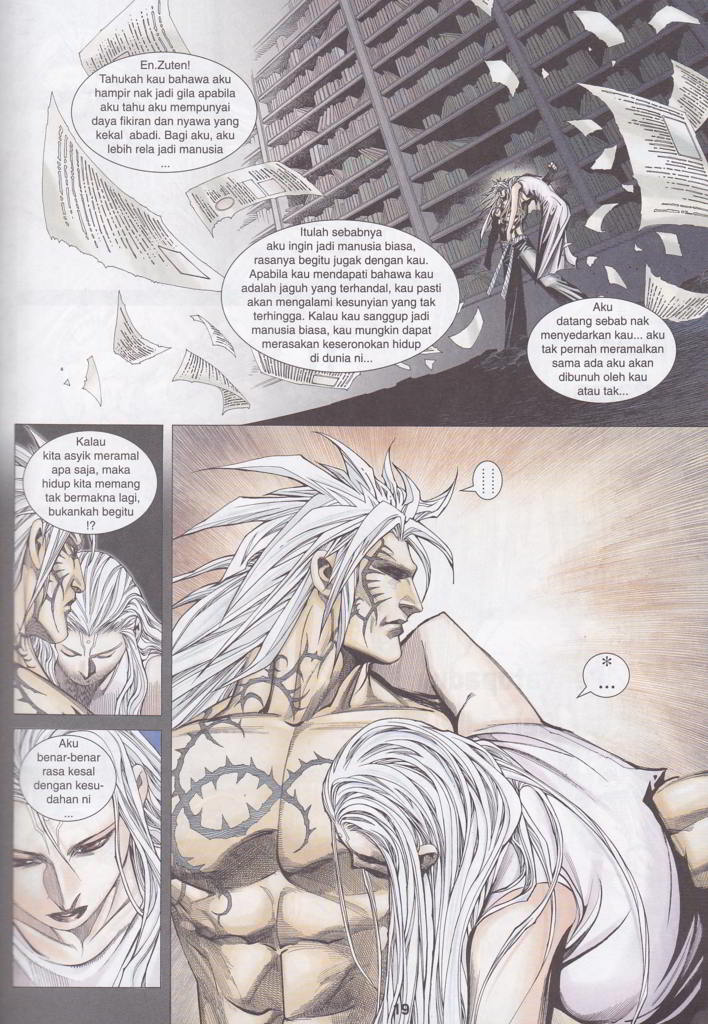 En.Zuten!
Tahukah kau bahawa aku
hampir nak jadi gila apabila
aku tahu aku mempunyai
daya fikiran dan nyawa yang
kekal abadi. Bagi aku, aku
lebih rela jadi manusia
...
Itulah sebabnya
aku ingin jadi manusia biasa,
rasanya begitu jugak dengan kau.
Apabila kau mendapati bahawa kau
adalah jaguh yang terhandal, kau pasti
akan mengalami kesunyian yang tak
terhingga. Kalau kau sanggup jadi
manusia biasa, kau mungkin dapat
merasakan keseronokan hidup
di dunia ni...
Aku
datang sebab nak
menyedarkan kau... aku
tak pernah meramalkan
sama ada aku akan
dibunuh oleh kau
atau tak...
Kalau
kita asyik meramal
apa saja, maka
hidup kita memang
tak bermakna lagi,
bukankah begitu
!?
Aku
benar-benar
rasa kesal
dengan kesu-
dahan ni
...
......
*
...
19